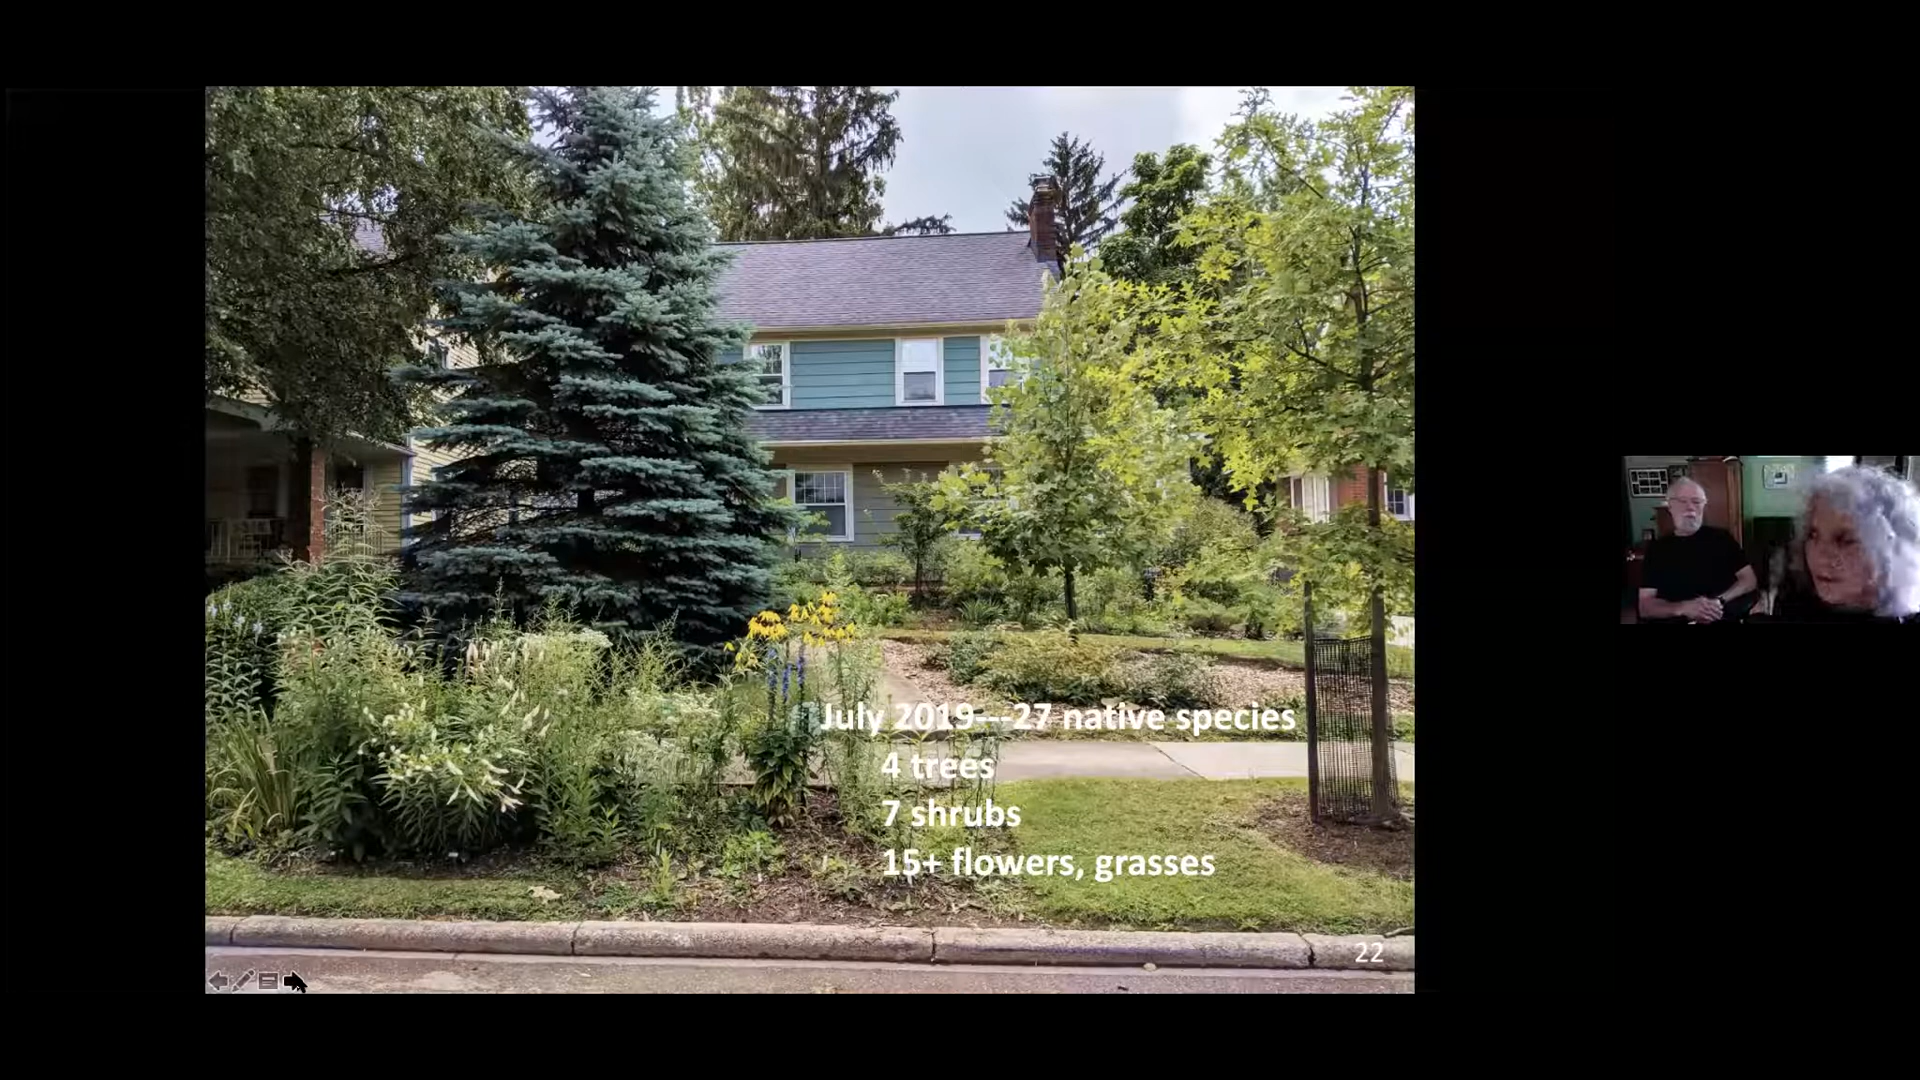 July 2019---27 native species
4 trees
7 shrubs
15+ flowers, grasses
22